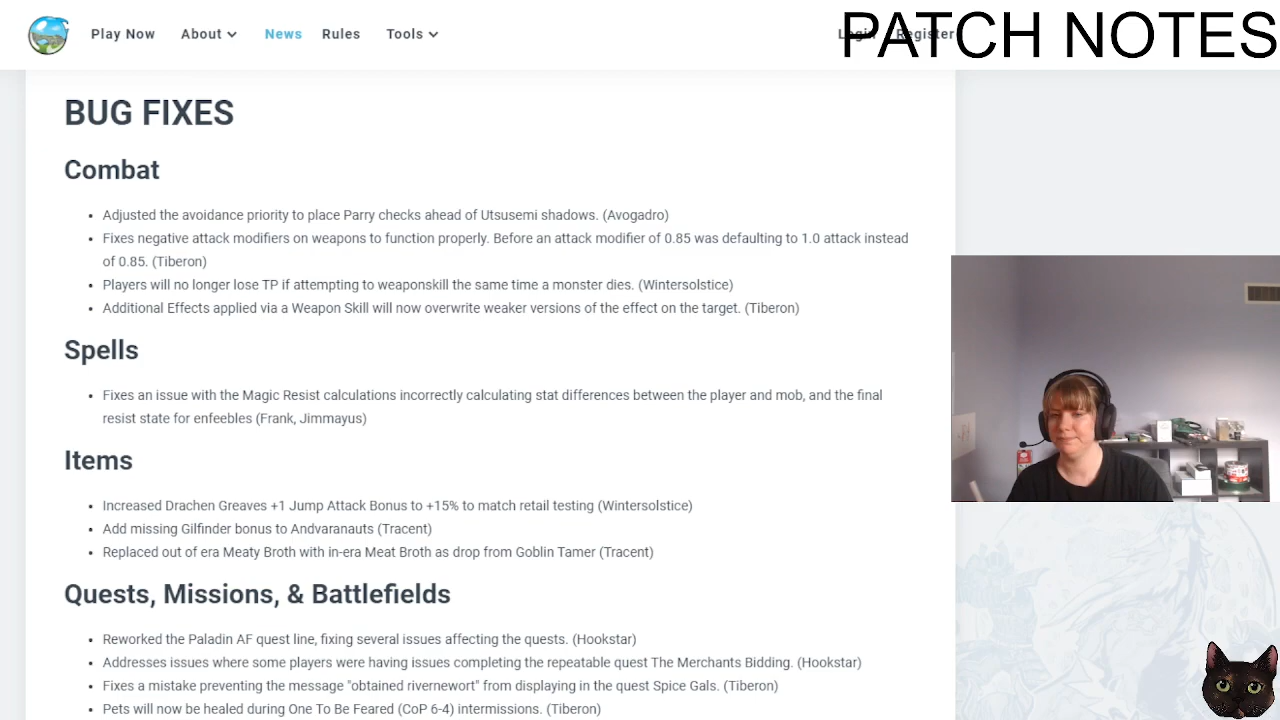 Play Now About News Rules Tools Login Register
PATCH NOTES
BUG FIXES
Combat
Adjusted the avoidance priority to place Parry checks ahead of Utsusemi shadows. (Avogadro)
Fixes negative attack modifiers on weapons to function properly. Before an attack modifier of 0.85 was defaulting to 1.0 attack instead
of 0.85. (Tiberon)
Players will no longer lose TP if attempting to weaponskill the same time a monster dies. (Wintersolstice)
Additional Effects applied via a Weapon Skill will now overwrite weaker versions of the effect on the target. (Tiberon)
Spells
Fixes an issue with the Magic Resist calculations incorrectly calculating stat differences between the player and mob, and the final
resist state for enfeebles (Frank, Jimmayus)
Items
Increased Drachen Greaves +1 Jump Attack Bonus to +15% to match retail testing (Wintersolstice)
Add missing Gilfinder bonus to Andvaranauts (Tracent)
Replaced out of era Meaty Broth with in-era Meat Broth as drop from Goblin Tamer (Tracent)
Quests, Missions, & Battlefields
Reworked the Paladin AF quest line, fixing several issues affecting the quests. (Hookstar)
Addresses issues where some players were having issues completing the repeatable quest The Merchants Bidding. (Hookstar)
Fixes a mistake preventing the message "obtained rivernewort" from displaying in the quest Spice Gals. (Tiberon)
Pets will now be healed during One To Be Feared (CoP 6-4) intermissions. (Tiberon)